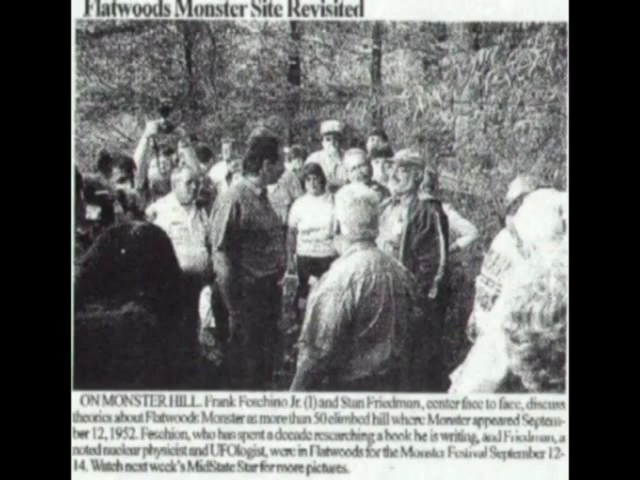 Flatwoods Monster Site Revisited
ON MONSTER HILL. Frank Feschino Jr. (l) and Stan Friedman, center face to face, discuss
theories about Flatwoods Monster as more than 50 climbed hill where Monster appeared Septem-
ber 12, 1952. Feschion, who has spent a decade researching a book he is writing, and Friedman, a
noted nuclear physicist and UFOlogist, were in Flatwoods for the Monster Festival September 12-
14. Watch next week's MidState Star for more pictures.